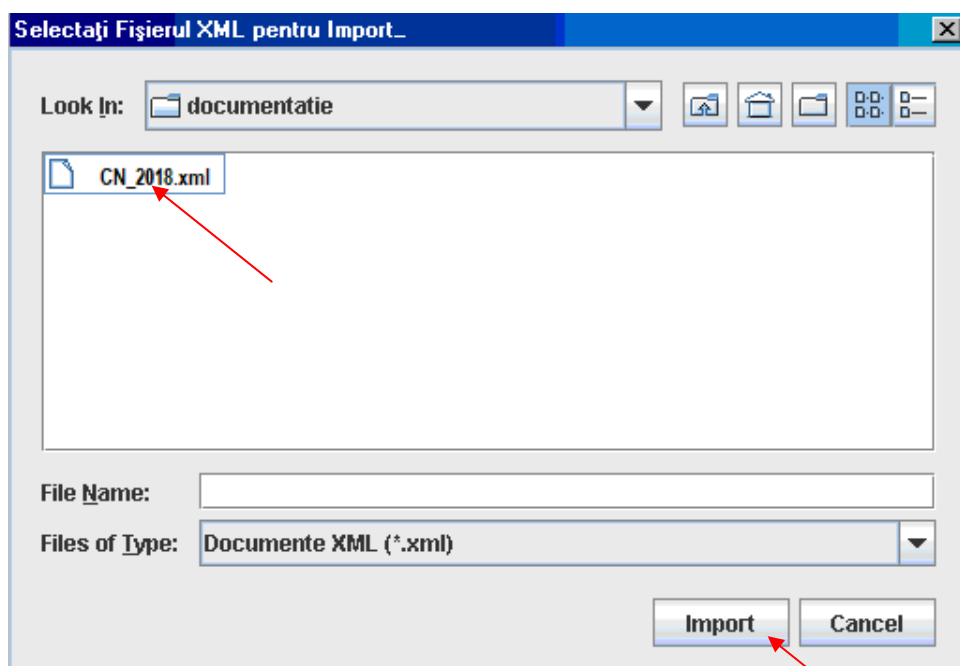 Selectaţi Fişierul XML pentru Import...
Look In: documentatie
CN_2018.xml
File Name:
Files of Type: Documente XML (*.xml)
Import Cancel